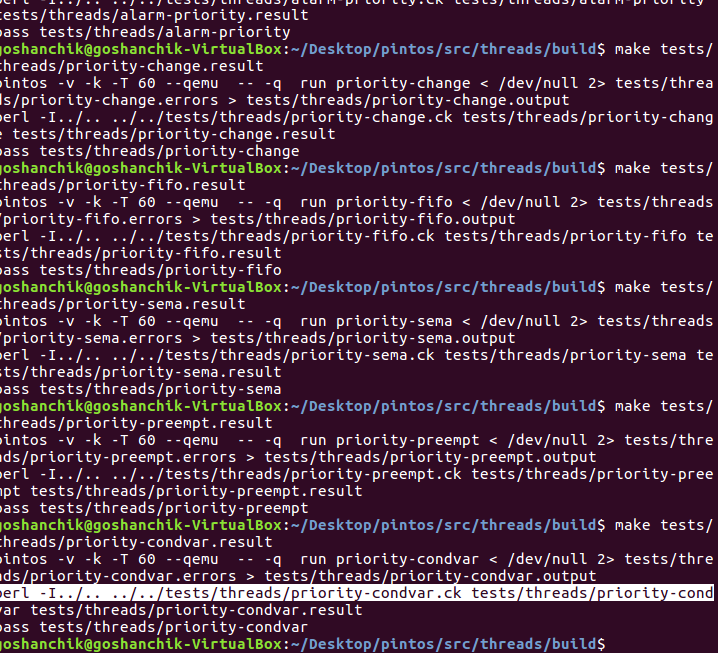 perl -I../.. ../../tests/threads/alarm-priority.ck tests/threads/alarm-priority
tests/threads/alarm-priority.result
pass tests/threads/alarm-priority
goshanchik@goshanchik-VirtualBox:~/Desktop/pintos/src/threads/build$ make tests/
threads/priority-change.result
pintos -v -k -T 60 --qemu  -- -q  run priority-change < /dev/null 2> tests/threa
ds/priority-change.errors > tests/threads/priority-change.output
perl -I../.. ../../tests/threads/priority-change.ck tests/threads/priority-chang
e tests/threads/priority-change.result
pass tests/threads/priority-change
goshanchik@goshanchik-VirtualBox:~/Desktop/pintos/src/threads/build$ make tests/
threads/priority-fifo.result
pintos -v -k -T 60 --qemu  -- -q  run priority-fifo < /dev/null 2> tests/threads
/priority-fifo.errors > tests/threads/priority-fifo.output
perl -I../.. ../../tests/threads/priority-fifo.ck tests/threads/priority-fifo te
sts/threads/priority-fifo.result
pass tests/threads/priority-fifo
goshanchik@goshanchik-VirtualBox:~/Desktop/pintos/src/threads/build$ make tests/
threads/priority-sema.result
pintos -v -k -T 60 --qemu  -- -q  run priority-sema < /dev/null 2> tests/threads
/priority-sema.errors > tests/threads/priority-sema.output
perl -I../.. ../../tests/threads/priority-sema.ck tests/threads/priority-sema te
sts/threads/priority-sema.result
pass tests/threads/priority-sema
goshanchik@goshanchik-VirtualBox:~/Desktop/pintos/src/threads/build$ make tests/
threads/priority-preempt.result
pintos -v -k -T 60 --qemu  -- -q  run priority-preempt < /dev/null 2> tests/thre
ads/priority-preempt.errors > tests/threads/priority-preempt.output
perl -I../.. ../../tests/threads/priority-preempt.ck tests/threads/priority-pree
mpt tests/threads/priority-preempt.result
pass tests/threads/priority-preempt
goshanchik@goshanchik-VirtualBox:~/Desktop/pintos/src/threads/build$ make tests/
threads/priority-condvar.result
pintos -v -k -T 60 --qemu  -- -q  run priority-condvar < /dev/null 2> tests/thre
ads/priority-condvar.errors > tests/threads/priority-condvar.output
perl -I../.. ../../tests/threads/priority-condvar.ck tests/threads/priority-cond
var tests/threads/priority-condvar.result
pass tests/threads/priority-condvar
goshanchik@goshanchik-VirtualBox:~/Desktop/pintos/src/threads/build$